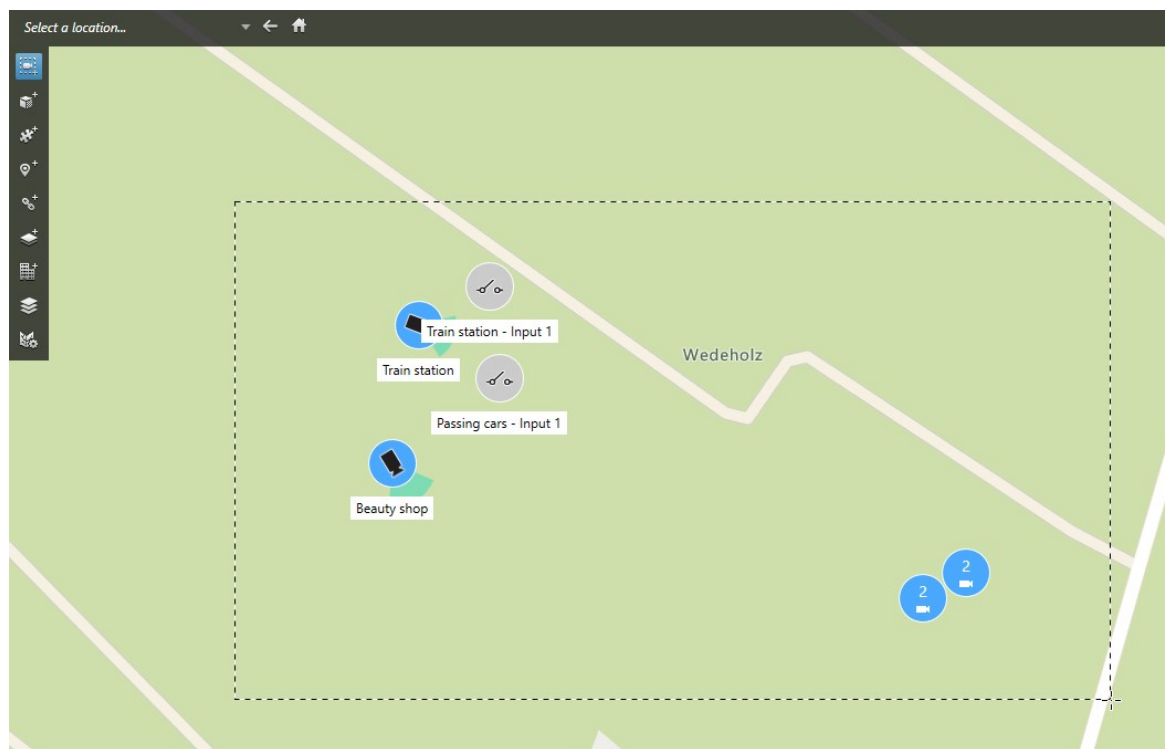 Select a location...
Train station - Input 1
Wedeholz
Train station
Passing cars - Input 1
Beauty shop
2
2